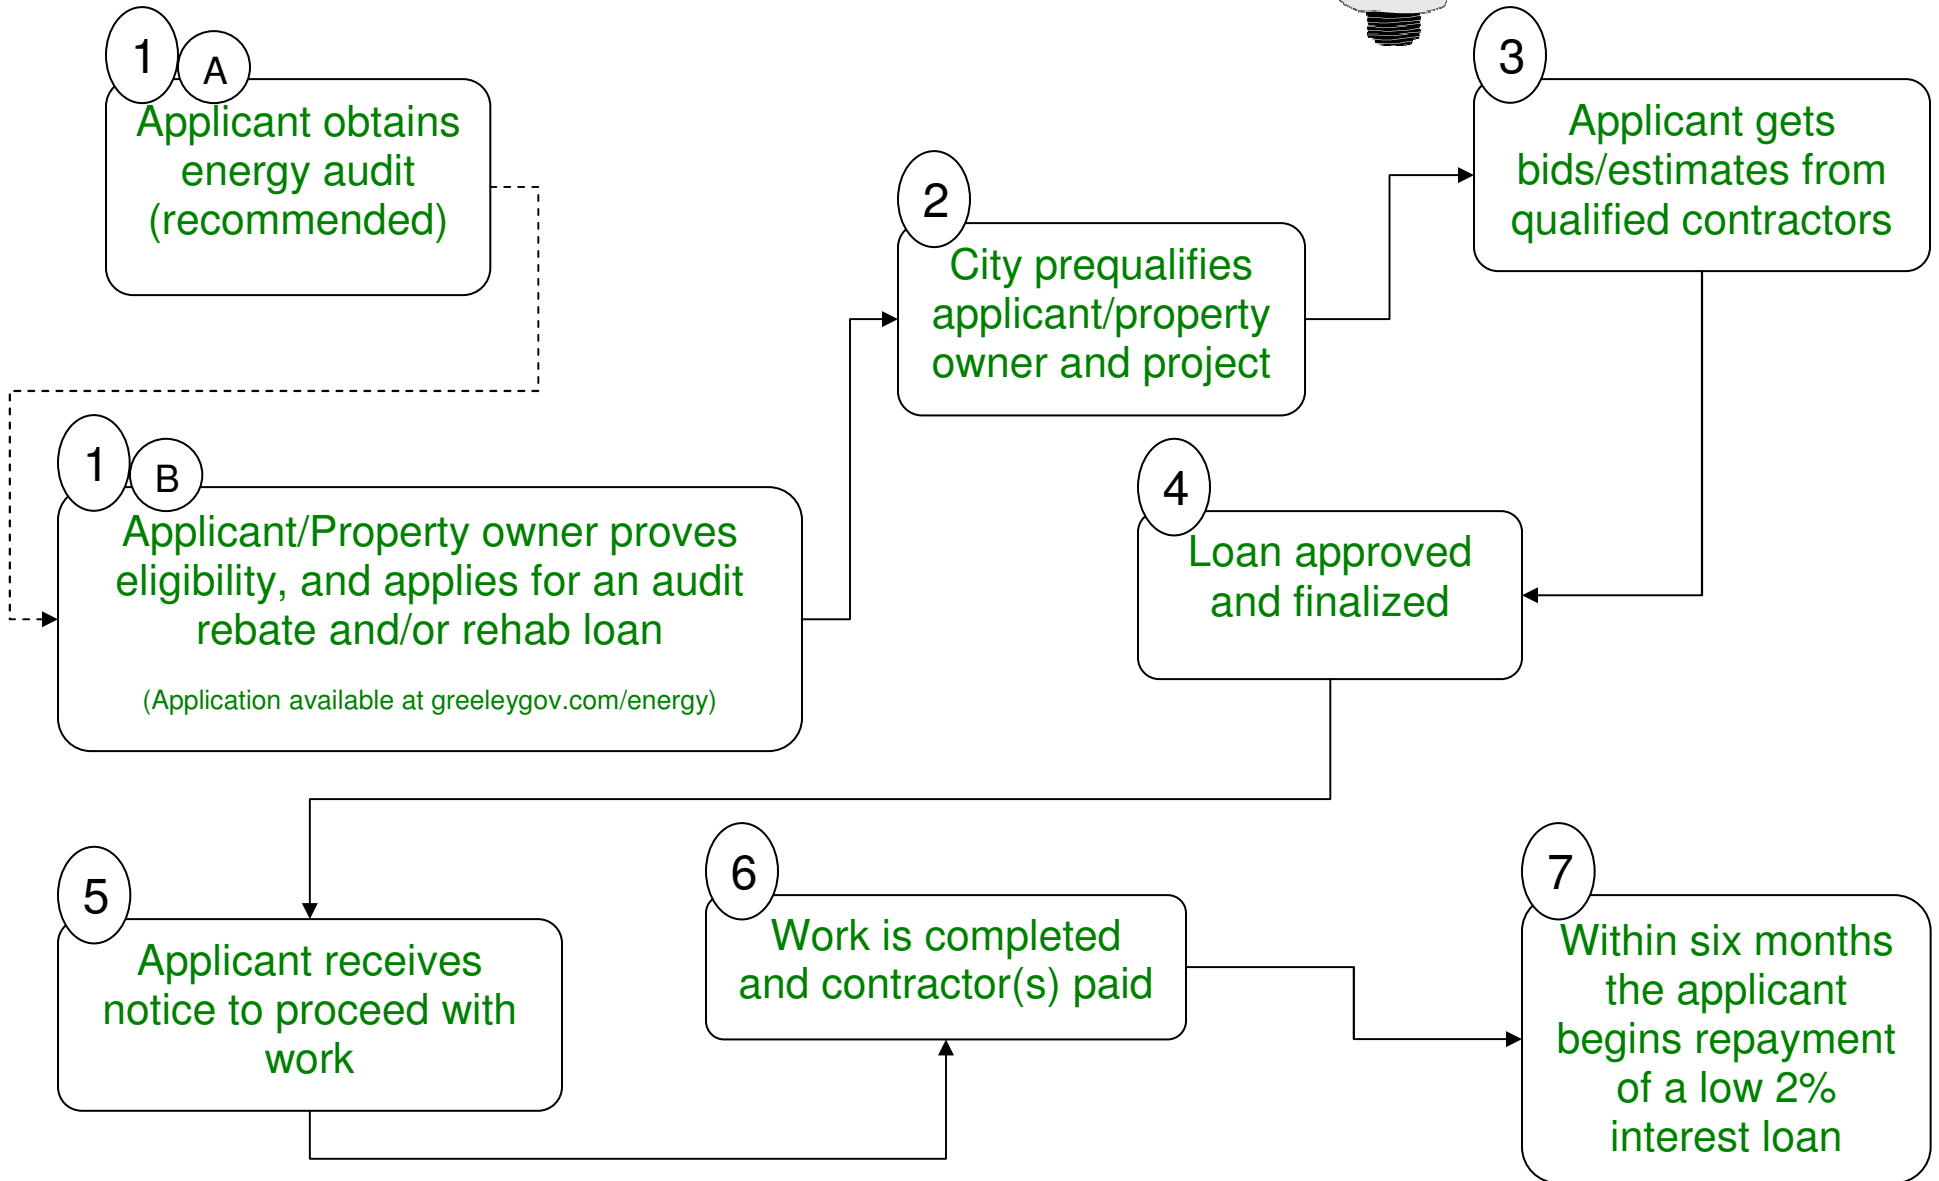 1
A
Applicant obtains
energy audit
(recommended)
1
B
Applicant/Property owner proves
eligibility, and applies for an audit
rebate and/or rehab loan
(Application available at greeleygov.com/energy)
2
City prequalifies
applicant/property
owner and project
3
Applicant gets
bids/estimates from
qualified contractors
4
Loan approved
and finalized
5
Applicant receives
notice to proceed with
work
6
Work is completed
and contractor(s) paid
7
Within six months
the applicant
begins repayment
of a low 2%
interest loan